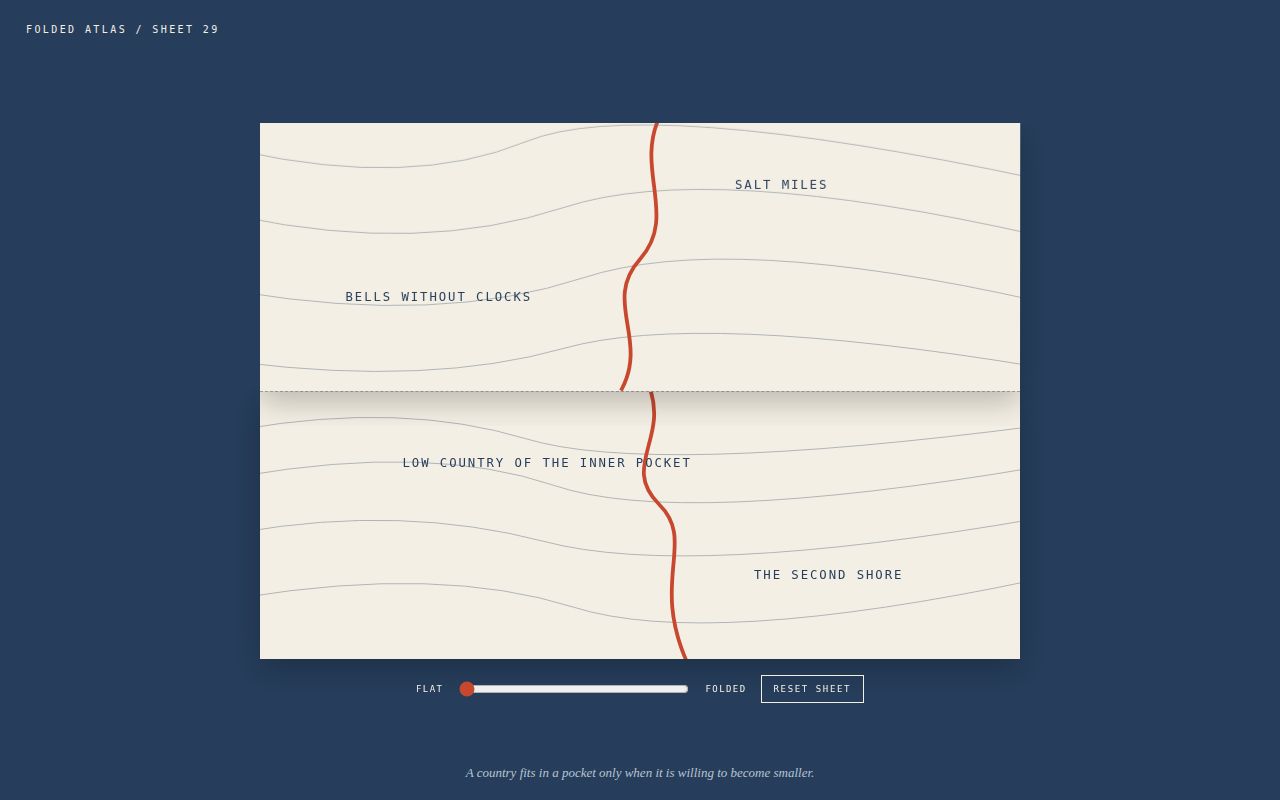 FOLDED ATLAS / SHEET 29
SALT MILES
BELLS WITHOUT CLOCKS
LOW COUNTRY OF THE INNER POCKET
THE SECOND SHORE
FLAT
FOLDED
RESET SHEET
A country fits in a pocket only when it is willing to become smaller.